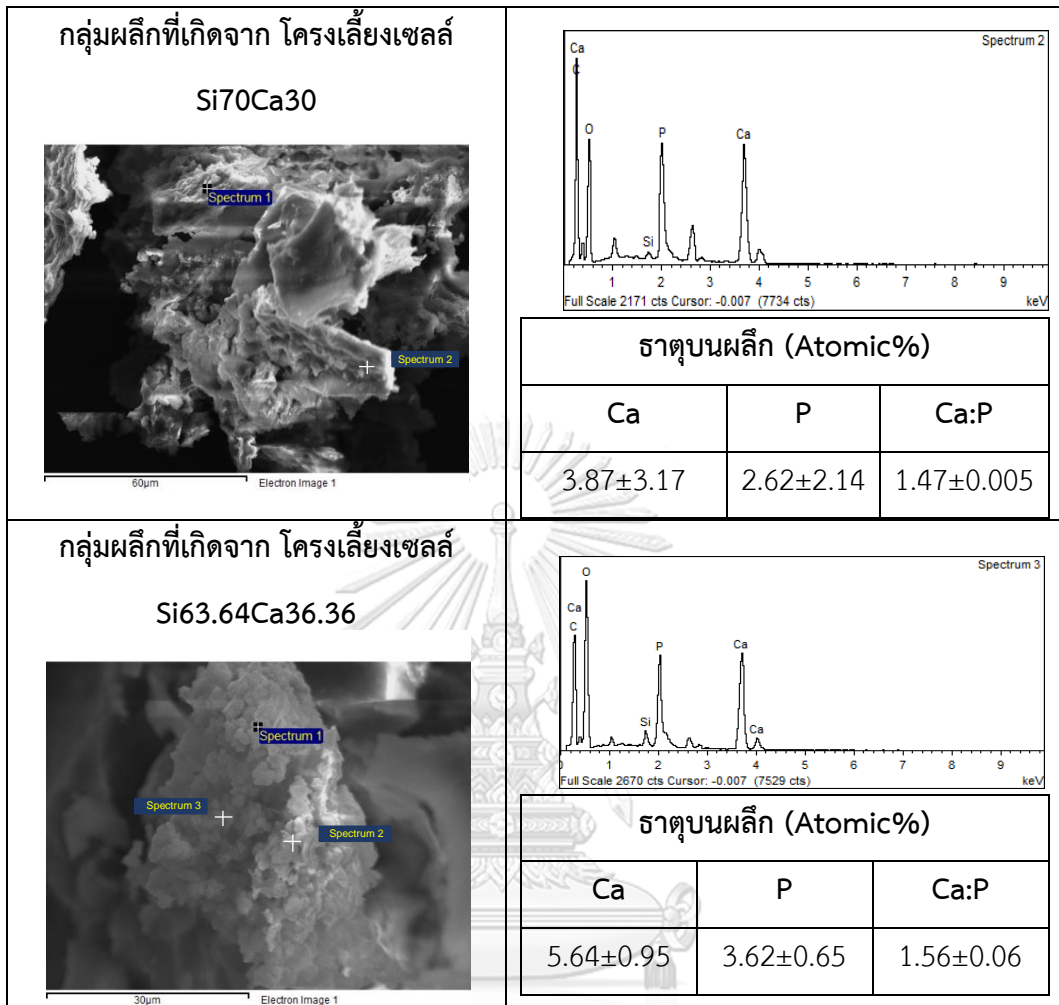 กลุ่มผลึกที่เกิดจาก โครงเลี้ยงเซลล์
Si70Ca30
Spectrum 1
Spectrum 2
60µm
Electron Image 1
Spectrum 2
Ca
C
O
P
Ca
Si
1 2 3 4 5 6 7 8 9
Full Scale 2171 cts Cursor: -0.007 (7734 cts)
keV
ธาตุบนผลึก (Atomic%)
Ca P Ca:P
3.87±3.17 2.62±2.14 1.47±0.005
กลุ่มผลึกที่เกิดจาก โครงเลี้ยงเซลล์
Si63.64Ca36.36
Spectrum 1
Spectrum 3
Spectrum 2
30µm
Electron Image 1
Spectrum 3
O
Ca
C
P
Ca
Si
Ca
0 1 2 3 4 5 6 7 8 9
Full Scale 2670 cts Cursor: -0.007 (7529 cts)
keV
ธาตุบนผลึก (Atomic%)
Ca P Ca:P
5.64±0.95 3.62±0.65 1.56±0.06